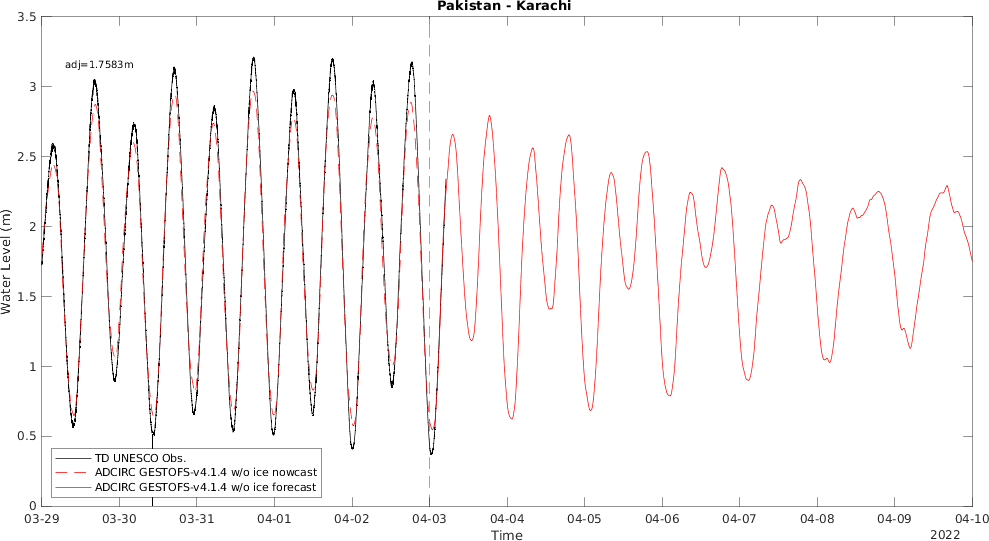 Pakistan - Karachi
adj=1.7583m
Water Level (m)
3.5
3
2.5
2
1.5
1
0.5
0
TD UNESCO Obs.
ADCIRC GESTOFS-v4.1.4 w/o ice nowcast
ADCIRC GESTOFS-v4.1.4 w/o ice forecast
03-29 03-30 03-31 04-01 04-02 04-03 04-04 04-05 04-06 04-07 04-08 04-09 04-10
Time
2022